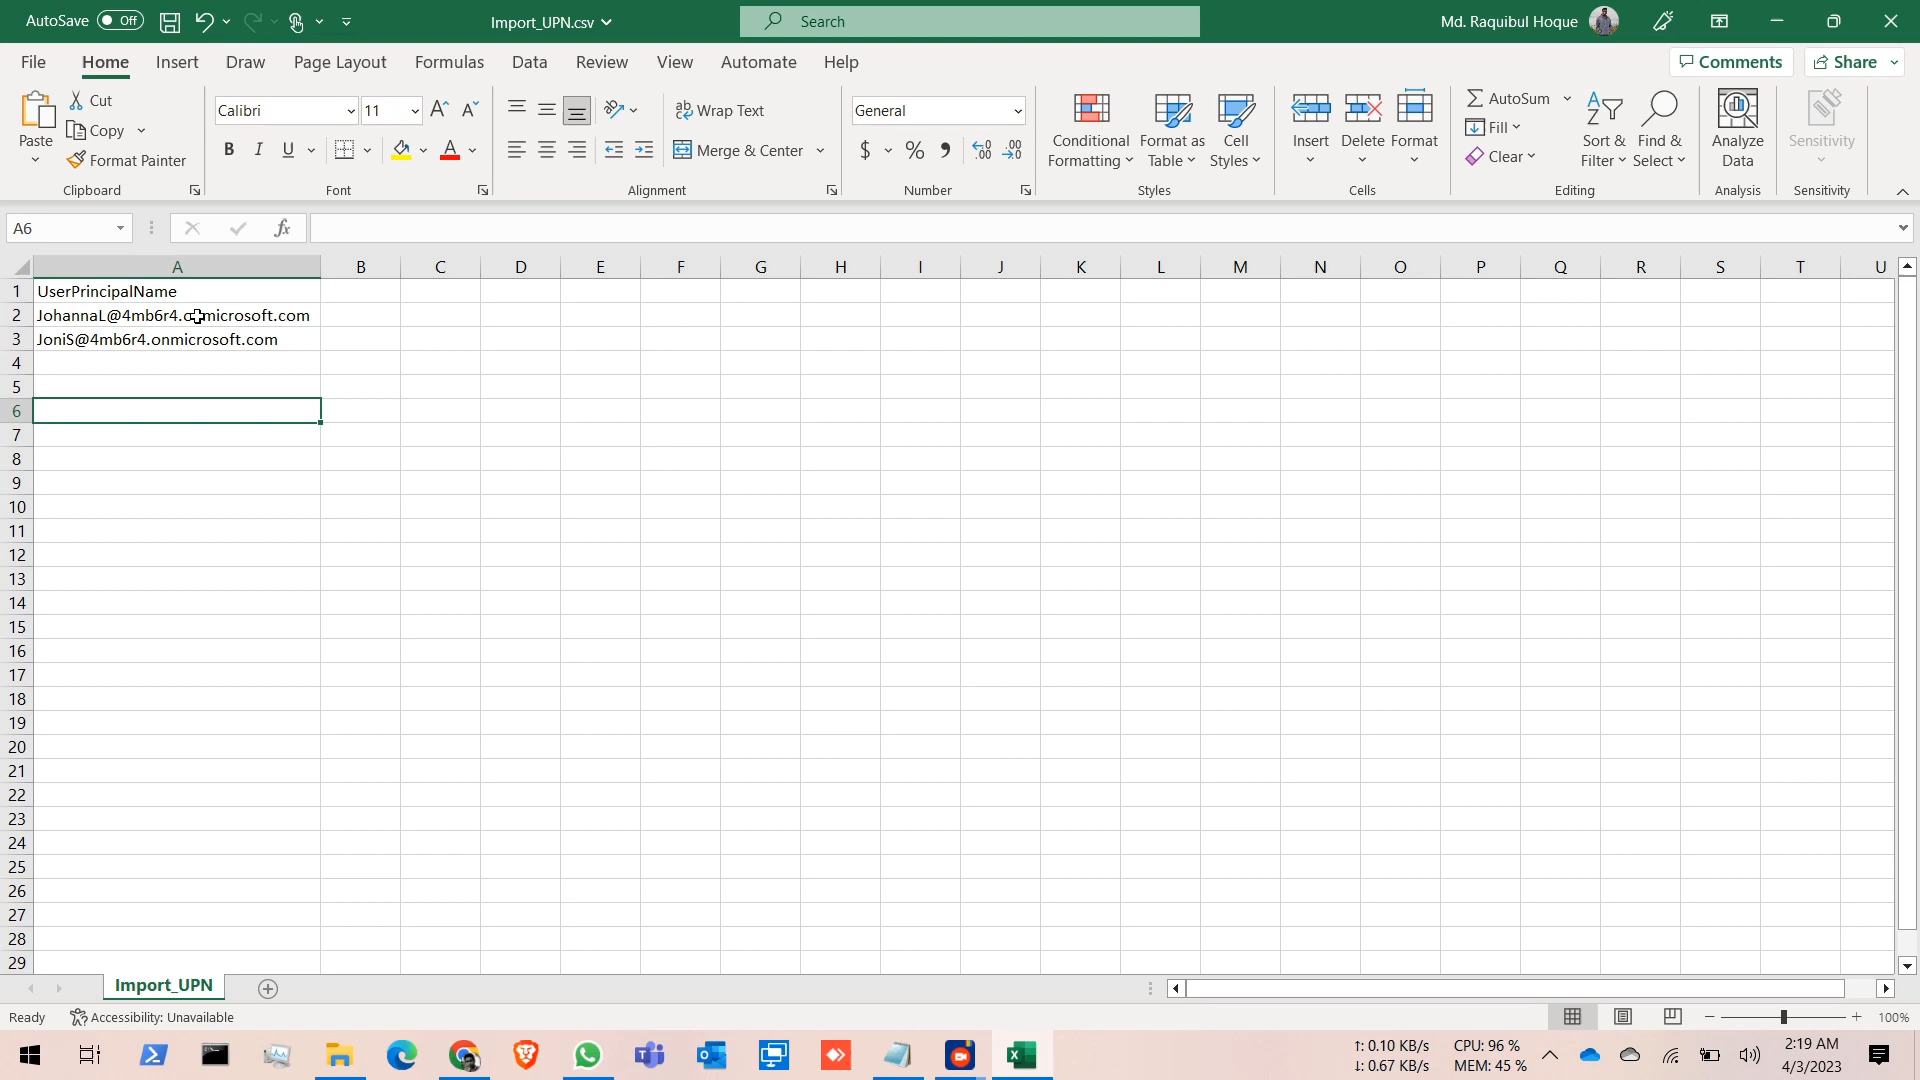 AutoSave Off
Import_UPN.csv
Search
Md. Raquibul Hoque
File Home Insert Draw Page Layout Formulas Data Review View Automate Help
Comments Share
Paste
Cut
Copy
Format Painter
Clipboard
Calibri 11
B I U
Font
Wrap Text
Merge & Center
Alignment
General
$ % 9
Number
Conditional Formatting
Format as Table
Cell Styles
Styles
Insert Delete Format
Cells
AutoSum
Fill
Clear
Sort & Filter
Find & Select
Editing
Analyze Data
Analysis
Sensitivity
Sensitivity
A6 fx
A B C D E F G H I J K L M N O P Q R S T U
1 UserPrincipalName
2 JohannaL@4mb6r4.onmicrosoft.com
3 JoniS@4mb6r4.onmicrosoft.com
4
5
6
7
8
9
10
11
12
13
14
15
16
17
18
19
20
21
22
23
24
25
26
27
28
29
Import_UPN
Ready Accessibility: Unavailable 100%
↑: 0.10 KB/s
↓: 0.67 KB/s
CPU: 96 %
MEM: 45 %
2:19 AM
4/3/2023